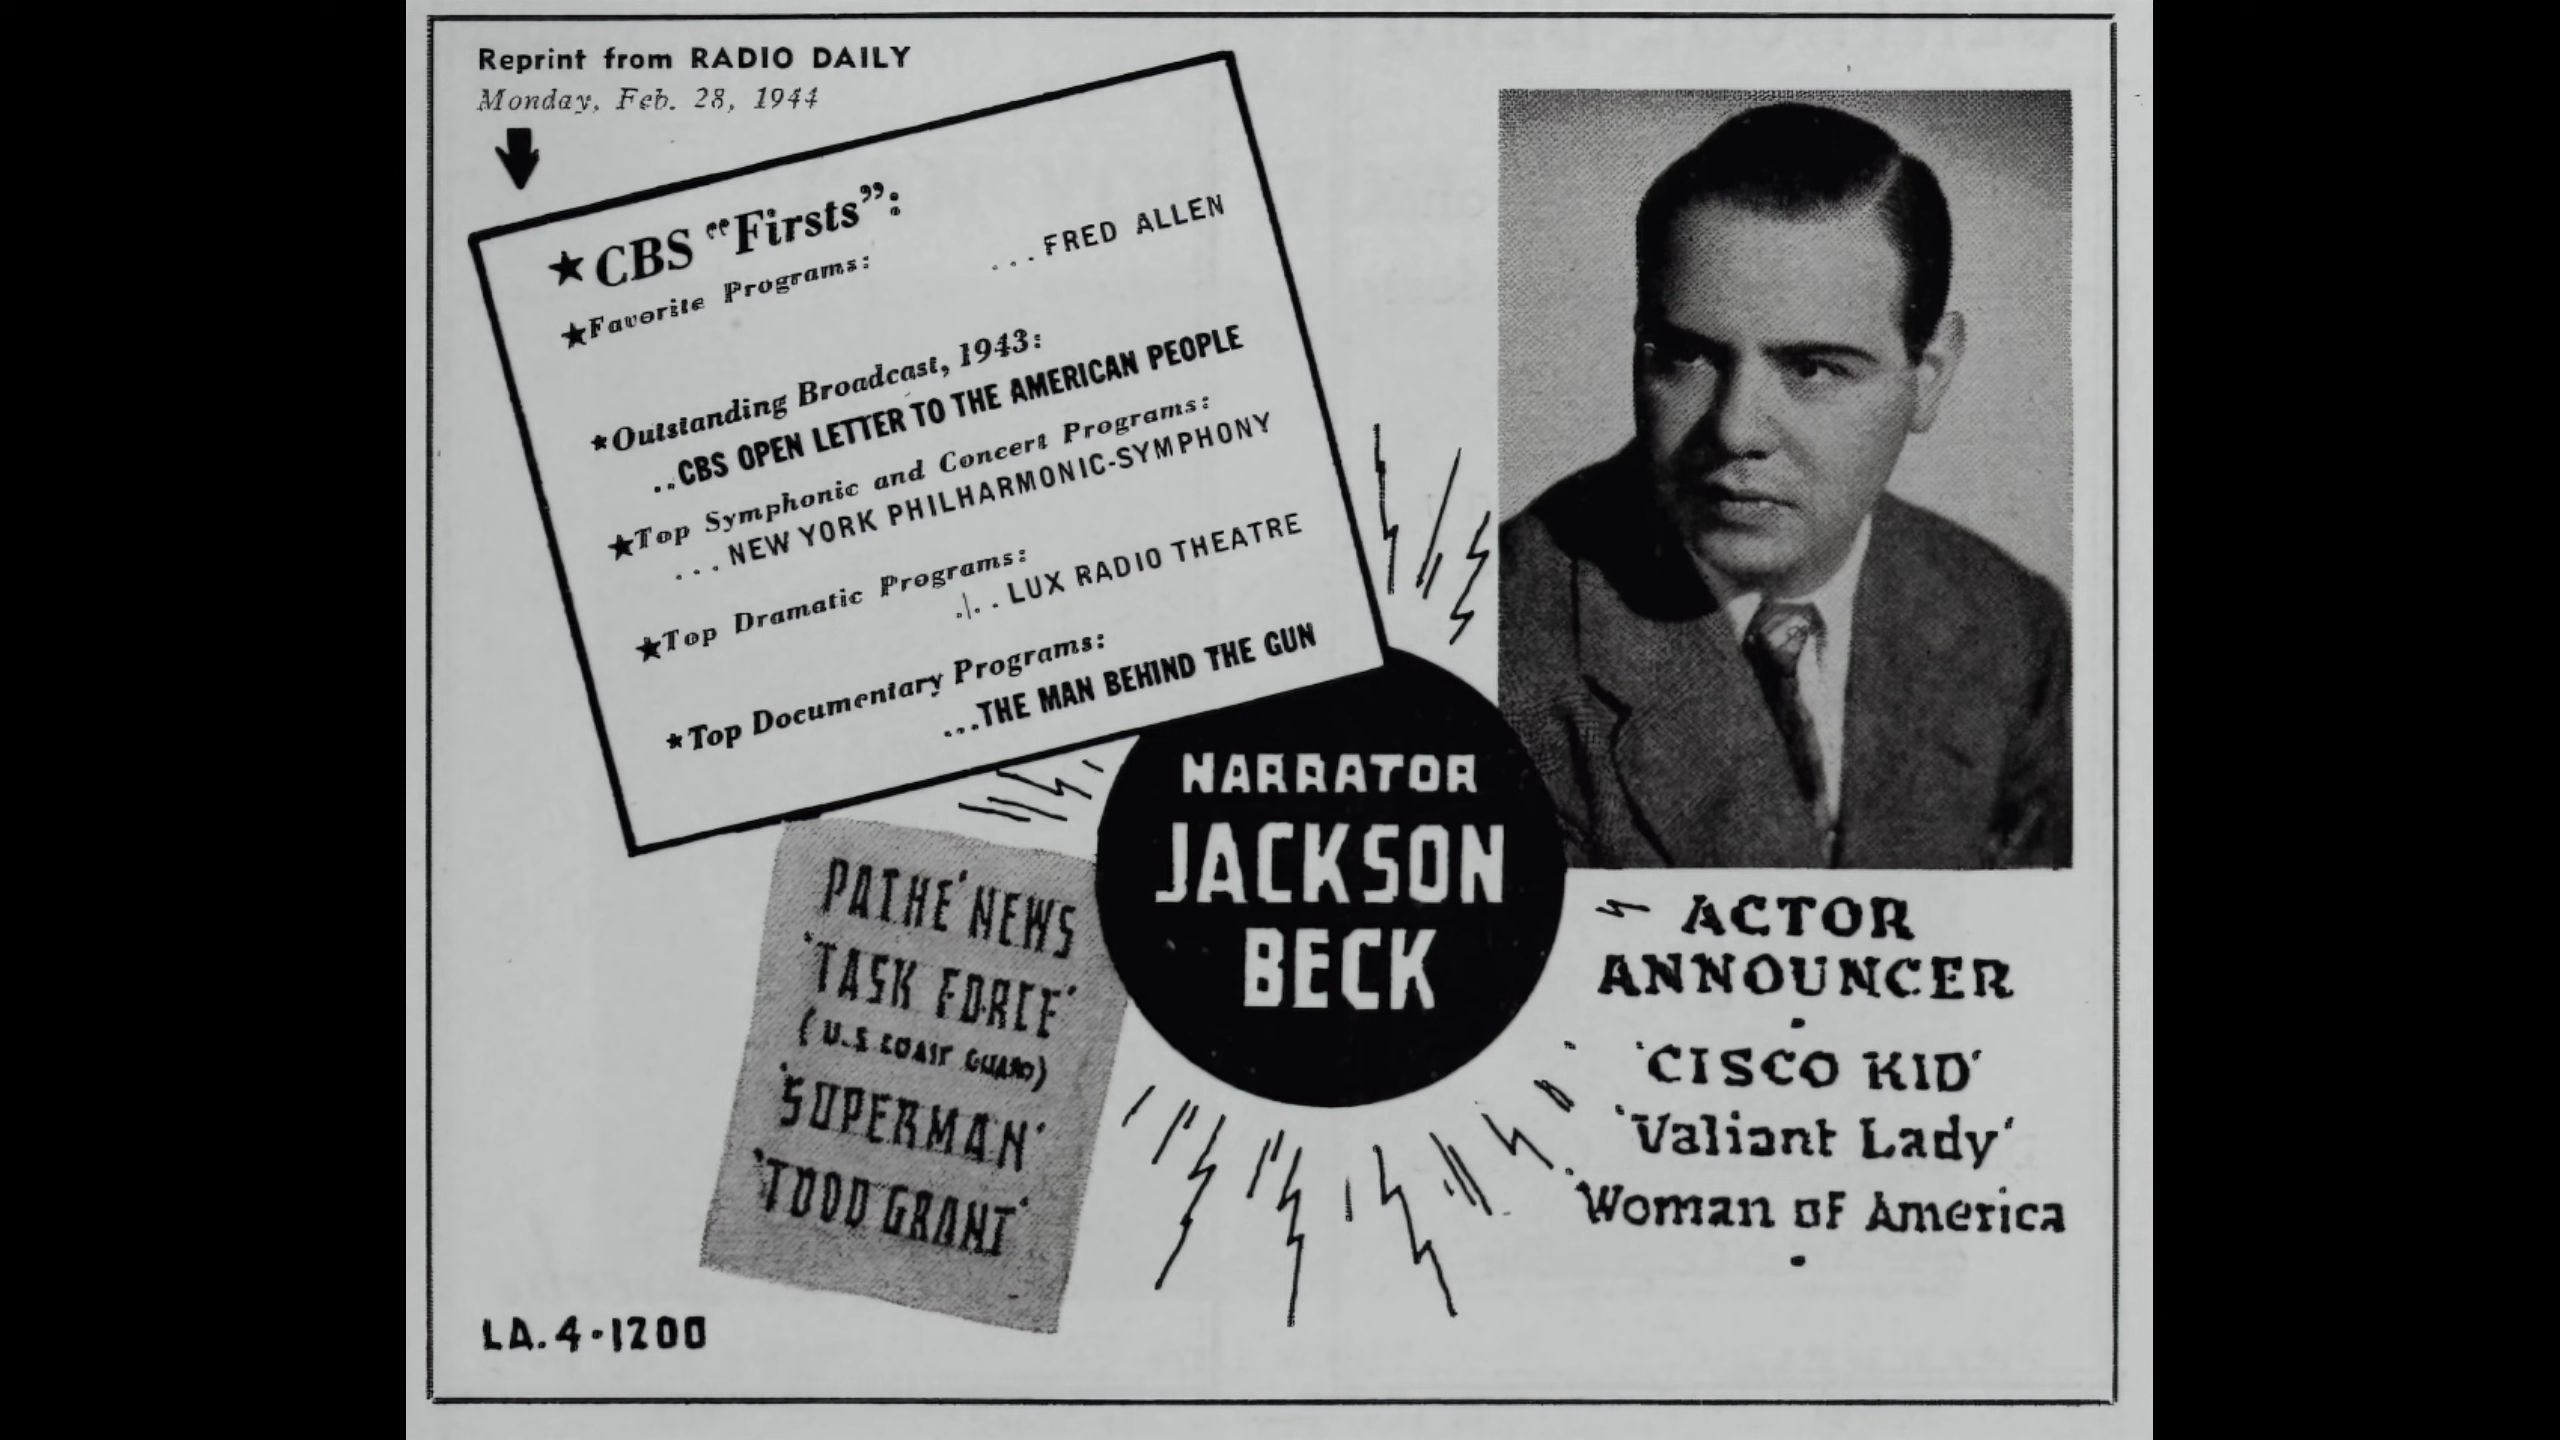 Reprint from RADIO DAILY
Monday, Feb. 28, 1944
★CBS "Firsts":
★Favorite Programs:
...FRED ALLEN
★Outstanding Broadcast, 1943:
..CBS OPEN LETTER TO THE AMERICAN PEOPLE
★Top Symphonic and Concert Programs:
...NEW YORK PHILHARMONIC-SYMPHONY
★Top Dramatic Programs:
...LUX RADIO THEATRE
★Top Documentary Programs:
...THE MAN BEHIND THE GUN
NARRATOR
JACKSON
BECK
PATHE' NEWS
'TASK FORCE'
(U.S COAST GUARD)
'SUPERMAN'
'TODD GRANT'
ACTOR
ANNOUNCER
'CISCO KID'
'Valiant Lady'
'Woman of America
LA.4-1200